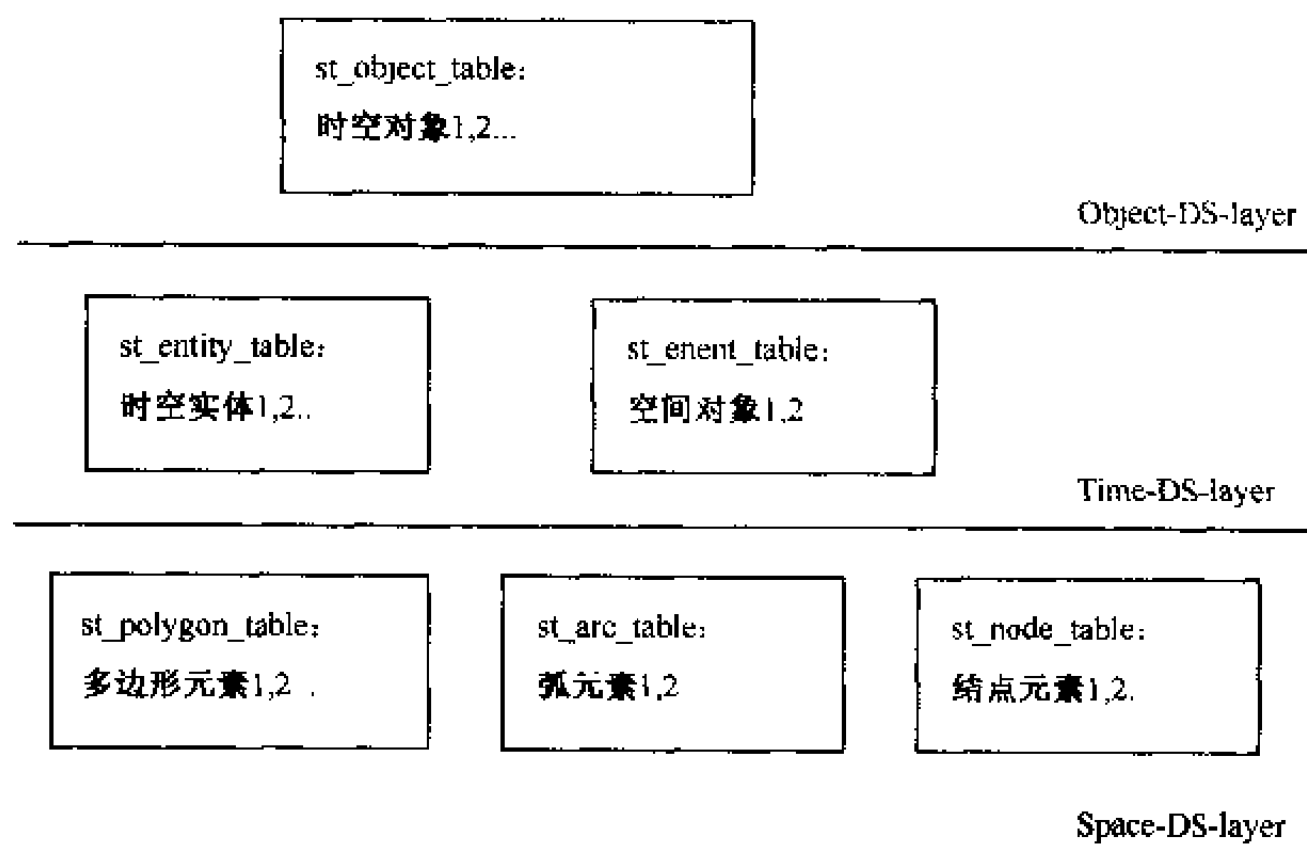 st_object_table:
时空对象1,2...
Object-DS-layer
st_entity_table:
时空实体1,2..
st_enent_table:
空间对象1,2
Time-DS-layer
st_polygon_table:
多边形元素1,2 .
st_arc_table:
弧元素1,2
st_node_table:
结点元素1,2.
Space-DS-layer